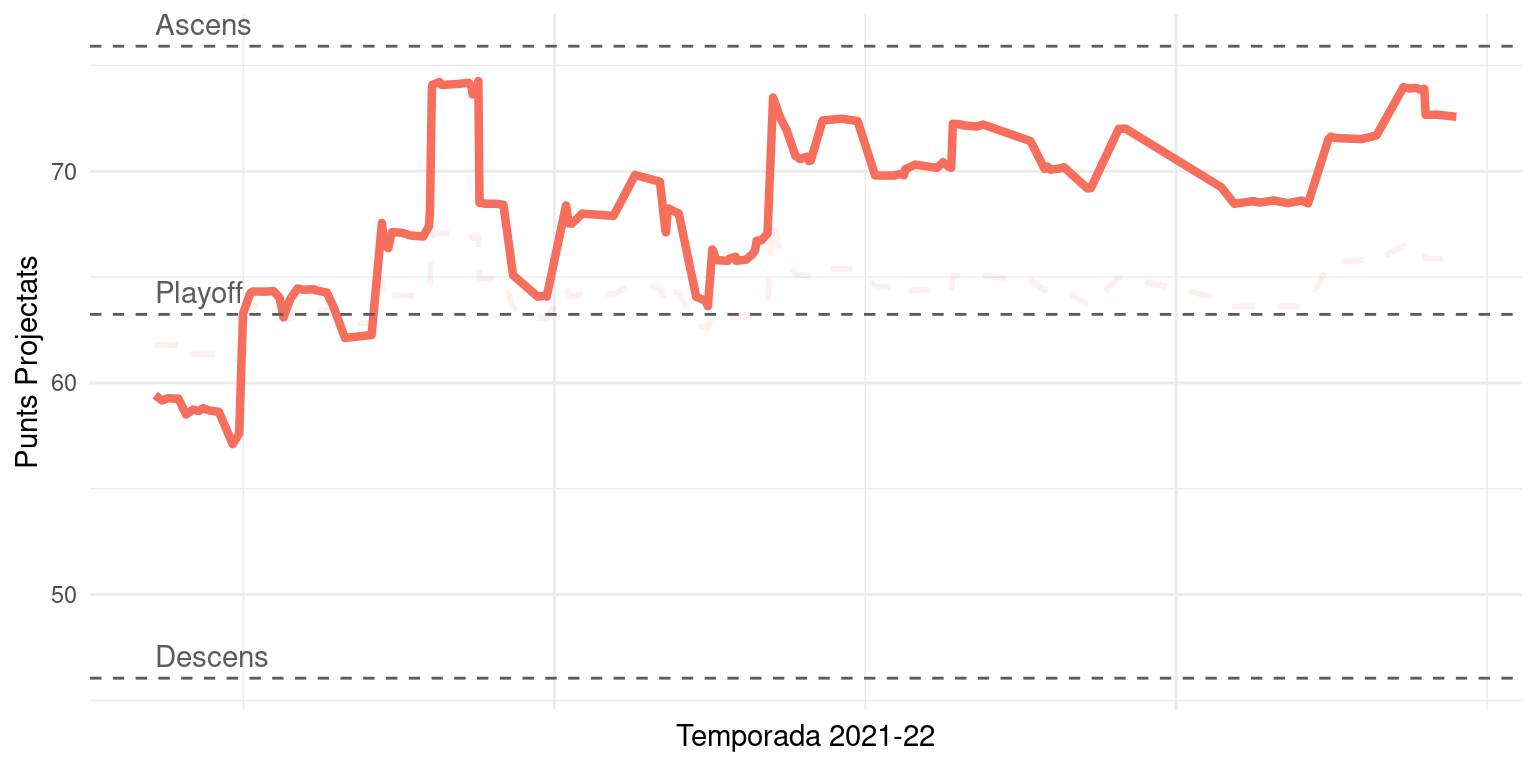 Ascens
70
Playoff
60
50
Descens
Punts Projectats
Temporada 2021-22